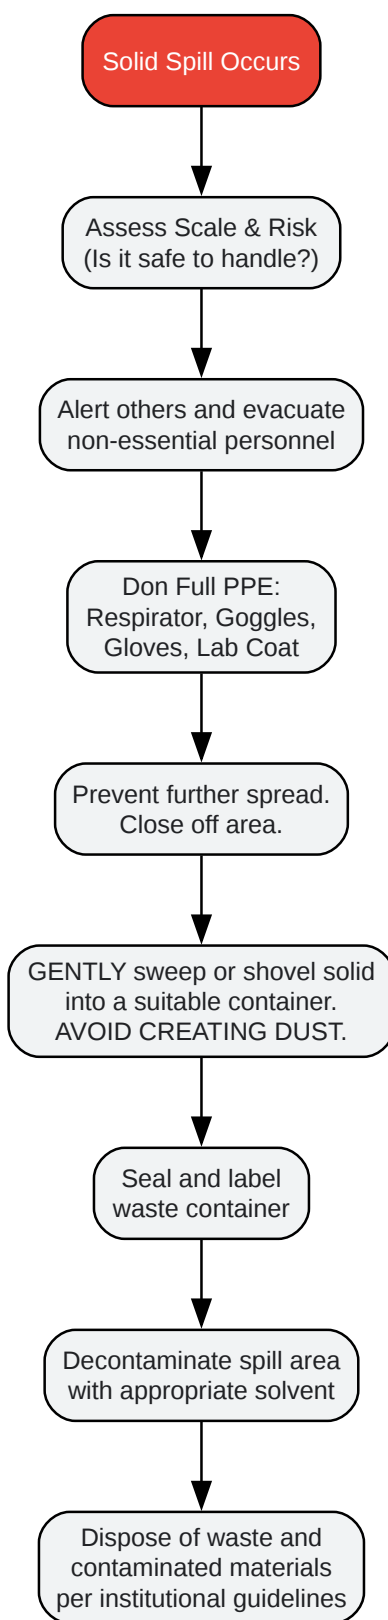 Solid Spill Occurs
Assess Scale & Risk
(Is it safe to handle?)
Alert others and evacuate
non-essential personnel
Don Full PPE:
Respirator, Goggles,
Gloves, Lab Coat
Prevent further spread.
Close off area.
GENTLY sweep or shovel solid
into a suitable container.
AVOID CREATING DUST.
Seal and label
waste container
Decontaminate spill area
with appropriate solvent
Dispose of waste and
contaminated materials
per institutional guidelines